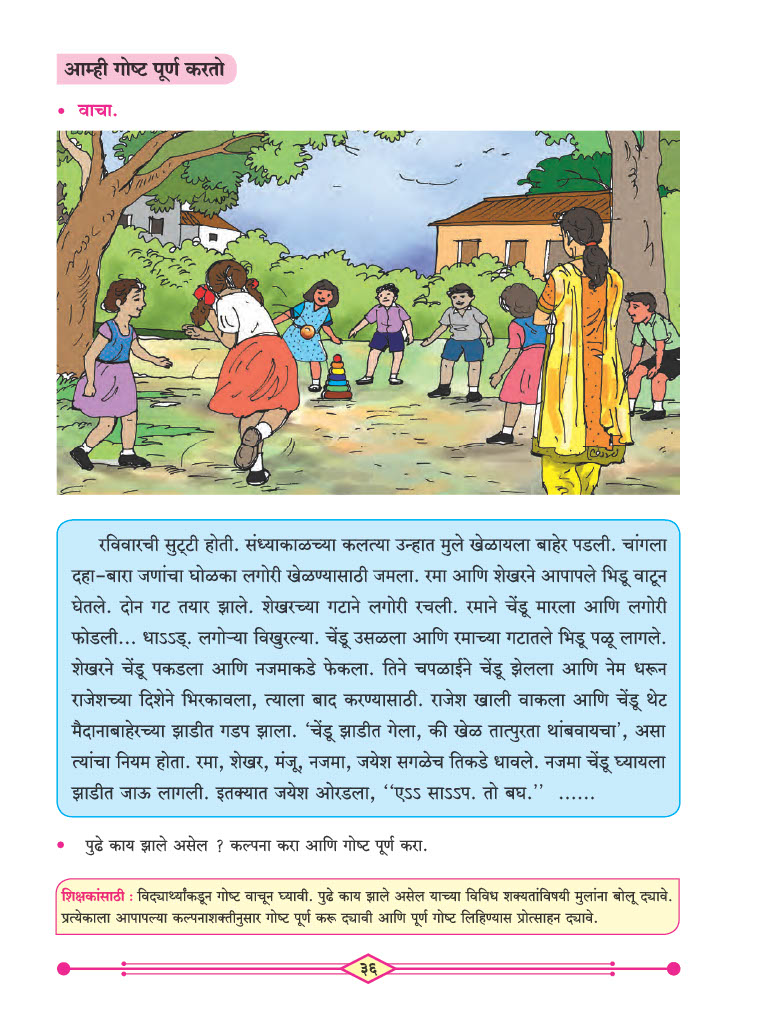 आम्ही गोष्ट पूर्ण करतो
• वाचा.
रविवारची सुट्टी होती. संध्याकाळच्या कलत्या उन्हात मुले खेळायला बाहेर पडली. चांगला
दहा-बारा जणांचा घोळका लगोरी खेळण्यासाठी जमला. रमा आणि शेखरने आपापले भिडू वाटून
घेतले. दोन गट तयार झाले. शेखरच्या गटाने लगोरी रचली. रमाने चेंडू मारला आणि लगोरी
फोडली... धाऽऽड्. लगोऱ्या विखुरल्या. चेंडू उसळला आणि रमाच्या गटातले भिडू पळू लागले.
शेखरने चेंडू पकडला आणि नजमाकडे फेकला. तिने चपळाईने चेंडू झेलला आणि नेम धरून
राजेशच्या दिशेने भिरकावला, त्याला बाद करण्यासाठी. राजेश खाली वाकला आणि चेंडू थेट
मैदानाबाहेरच्या झाडीत गडप झाला. ‘चेंडू झाडीत गेला, की खेळ तात्पुरता थांबवायचा’, असा
त्यांचा नियम होता. रमा, शेखर, मंजू, नजमा, जयेश सगळेच तिकडे धावले. नजमा चेंडू घ्यायला
झाडीत जाऊ लागली. इतक्यात जयेश ओरडला, ‘‘एऽऽ साऽऽप. तो बघ.’’ ......
• पुढे काय झाले असेल ? कल्पना करा आणि गोष्ट पूर्ण करा.
शिक्षकांसाठी : विद्यार्थ्यांकडून गोष्ट वाचून घ्यावी. पुढे काय झाले असेल याच्या विविध शक्यतांविषयी मुलांना बोलू द्यावे.
प्रत्येकाला आपापल्या कल्पनाशक्तीनुसार गोष्ट पूर्ण करू द्यावी आणि पूर्ण गोष्ट लिहिण्यास प्रोत्साहन द्यावे.
३६